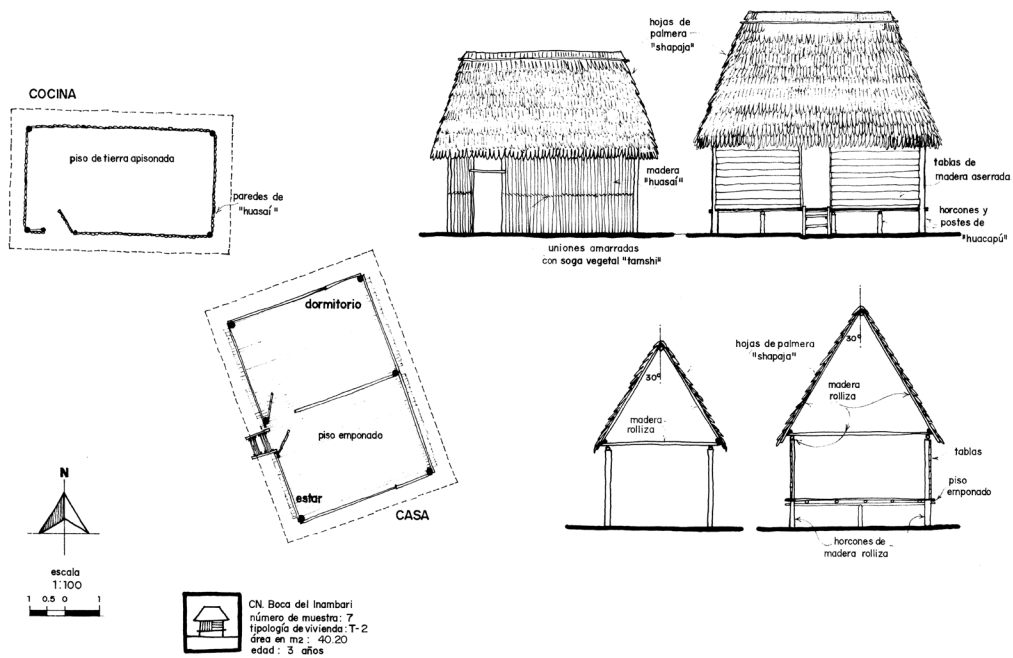 COCINA
piso de tierra apisonada
paredes de
"huasaí"
hojas de
palmera
"shapaja"
madera
"huasaí"
uniones amarradas
con soga vegetal "tamshi"
tablas de
madera aserrada
horcones y
postes de
"huacapú"
dormitorio
piso emponado
estar
CASA
30°
madera
rolliza
hojas de palmera
"shapaja"
30°
madera
rolliza
tablas
piso
emponado
horcones de
madera rolliza
N
escala
1:100
1 0.5 0 1
CN. Boca del Inambari
número de muestra: 7
tipología de vivienda: T-2
área en m2 : 40.20
edad : 3 años